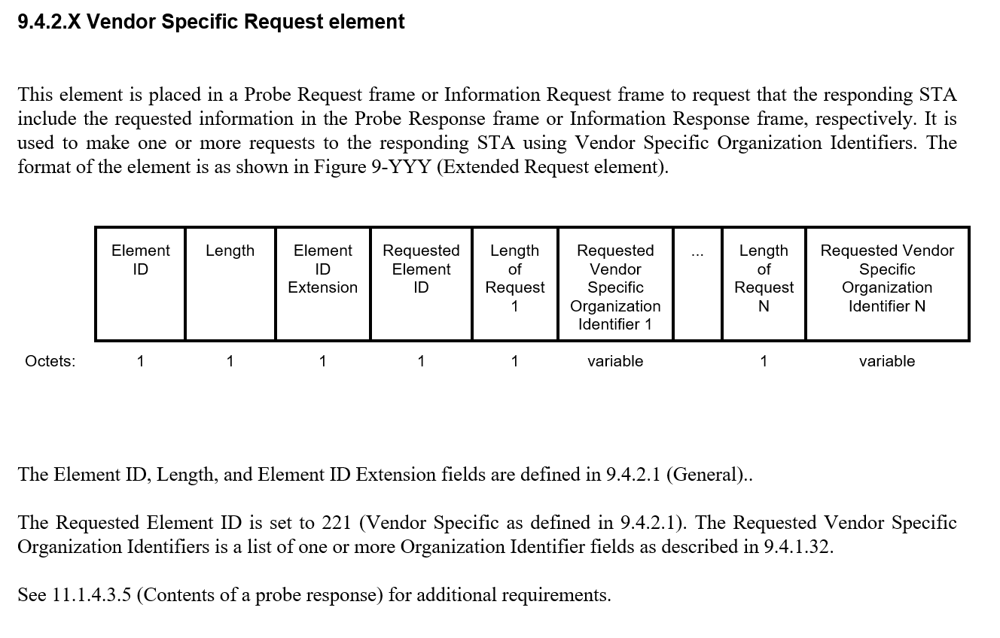 9.4.2.X Vendor Specific Request element
This element is placed in a Probe Request frame or Information Request frame to request that the responding STA
include the requested information in the Probe Response frame or Information Response frame, respectively. It is
used to make one or more requests to the responding STA using Vendor Specific Organization Identifiers. The
format of the element is as shown in Figure 9-YYY (Extended Request element).
Element ID
Length
Element ID Extension
Requested Element ID
Length of Request 1
Requested Vendor Specific Organization Identifier 1
...
Length of Request N
Requested Vendor Specific Organization Identifier N
Octets: 1 1 1 1 1 variable 1 variable
The Element ID, Length, and Element ID Extension fields are defined in 9.4.2.1 (General)..
The Requested Element ID is set to 221 (Vendor Specific as defined in 9.4.2.1). The Requested Vendor Specific
Organization Identifiers is a list of one or more Organization Identifier fields as described in 9.4.1.32.
See 11.1.4.3.5 (Contents of a probe response) for additional requirements.